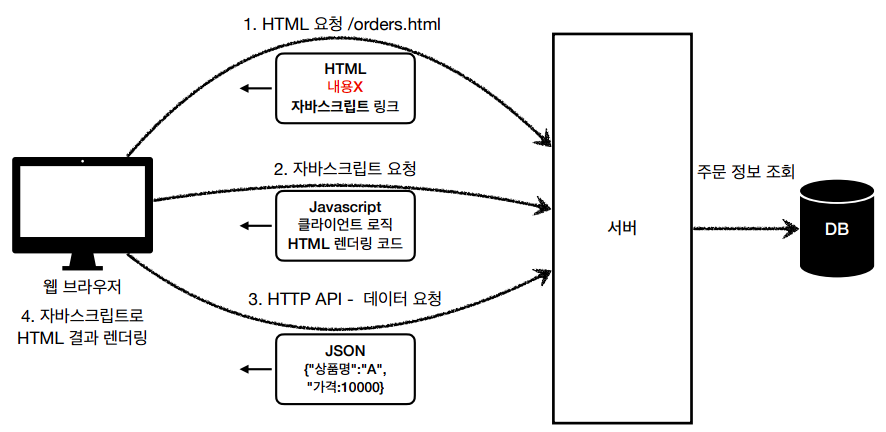 1. HTML 요청 /orders.html
HTML
내용X
자바스크립트 링크
2. 자바스크립트 요청
Javascript
클라이언트 로직
HTML 렌더링 코드
3. HTTP API - 데이터 요청
JSON
{"상품명":"A",
"가격:10000}
웹 브라우저
4. 자바스크립트로
HTML 결과 렌더링
서버
주문 정보 조회
DB